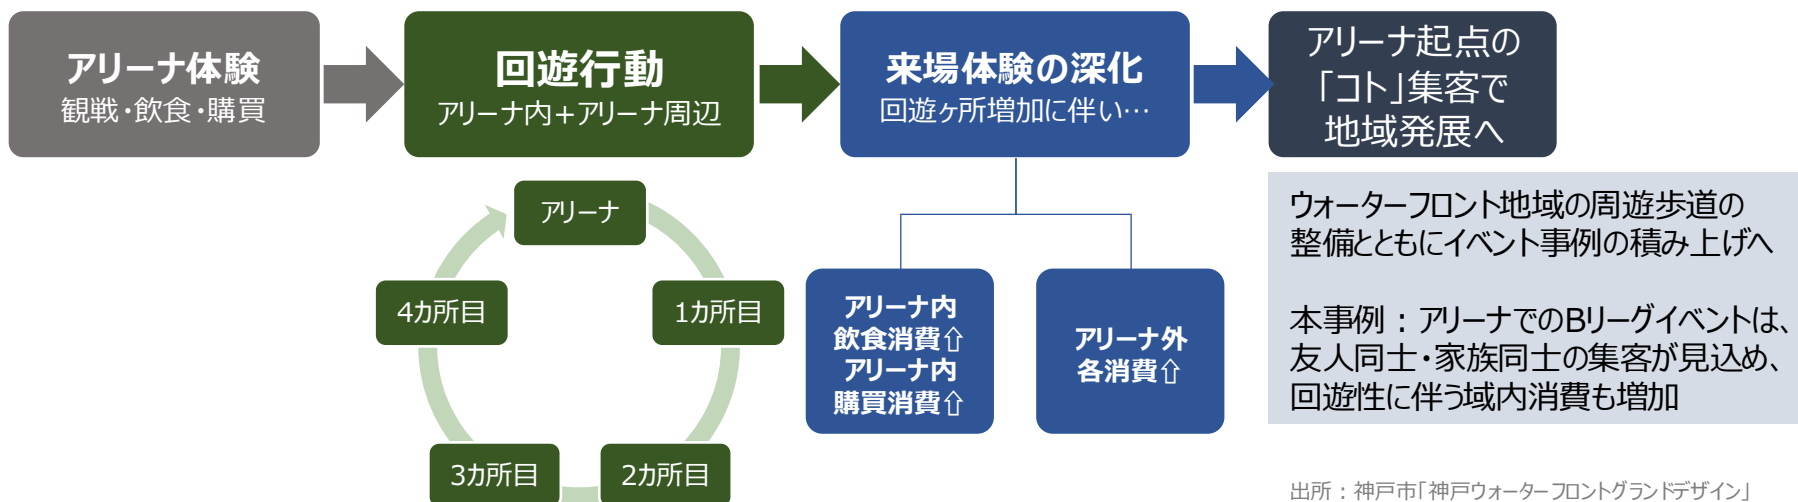 アリーナ体験
観戦・飲食・購買
回遊行動
アリーナ内+アリーナ周辺
来場体験の深化
回遊ヶ所増加に伴い…
アリーナ起点の
「コト」集客で
地域発展へ
アリーナ
1カ所目
2カ所目
3カ所目
4カ所目
アリーナ内
飲食消費⇧
アリーナ内
購買消費⇧
アリーナ外
各消費⇧
ウォーターフロント地域の周遊歩道の
整備とともにイベント事例の積み上げへ
本事例：アリーナでのBリーグイベントは、
友人同士・家族同士の集客が見込め、
回遊性に伴う域内消費も増加
出所：神戸市「神戸ウォーターフロントグランドデザイン」